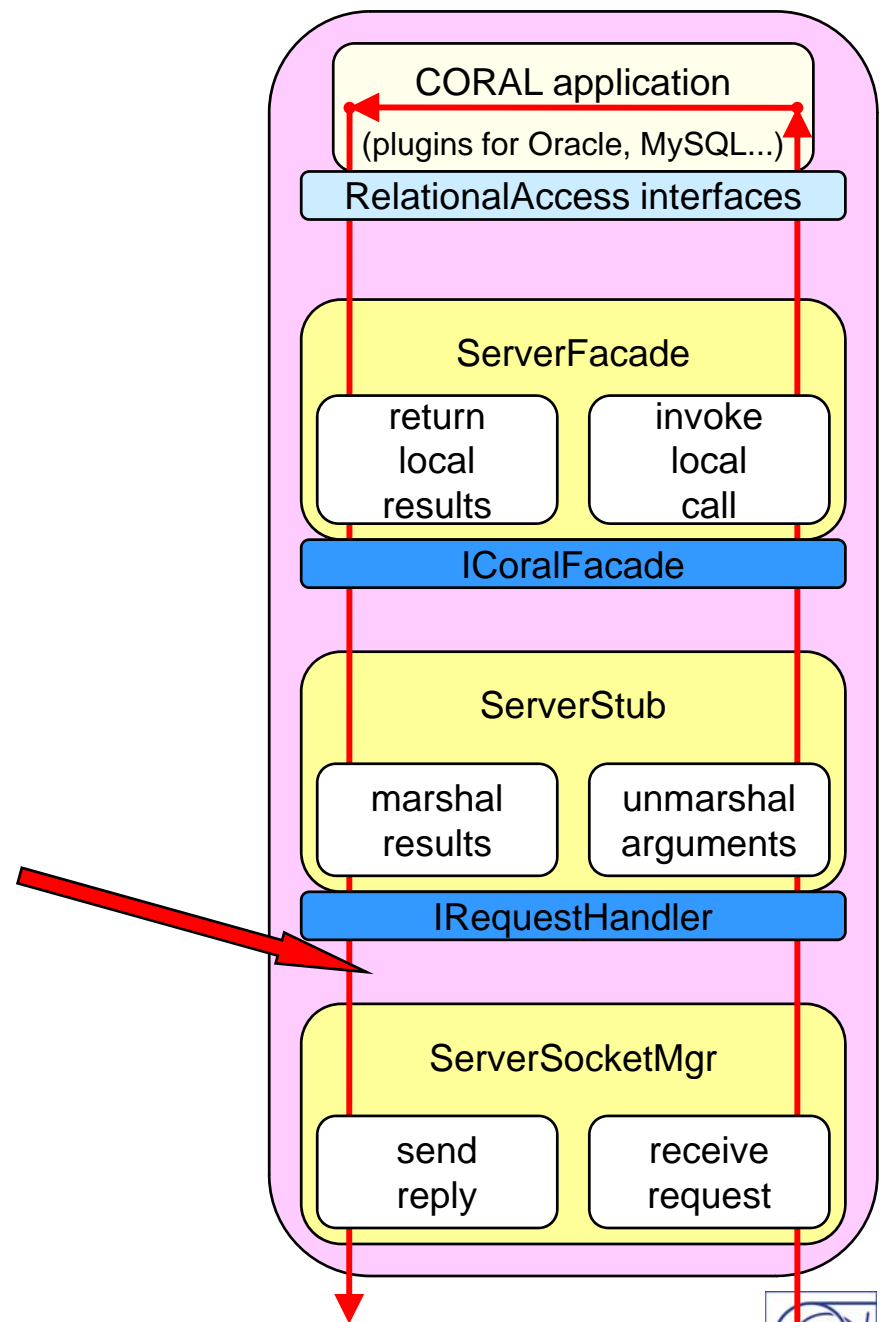 CORAL application
(plugins for Oracle, MySQL...)
RelationalAccess interfaces
ServerFacade
return
local
results
invoke
local
call
ICoralFacade
ServerStub
marshal
results
unmarshal
arguments
IRequestHandler
ServerSocketMgr
send
reply
receive
request